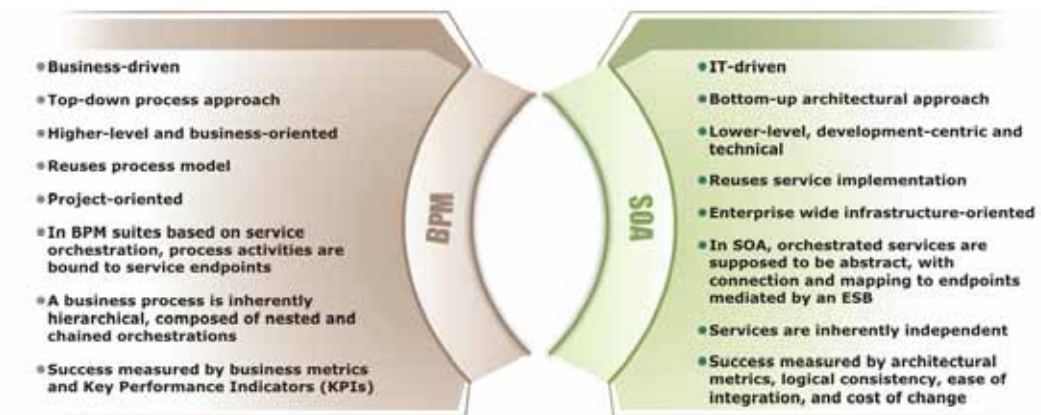 • Business-driven
• Top-down process approach
• Higher-level and business-oriented
• Reuses process model
• Project-oriented
• In BPM suites based on service
orchestration, process activities are
bound to service endpoints
• A business process is inherently
hierarchical, composed of nested and
chained orchestrations
• Success measured by business metrics
and Key Performance Indicators (KPIs)
BPM
SOA
• IT-driven
• Bottom-up architectural approach
• Lower-level, development-centric and
technical
• Reuses service implementation
• Enterprise wide infrastructure-oriented
• In SOA, orchestrated services are
supposed to be abstract, with
connection and mapping to endpoints
mediated by an ESB
• Services are inherently independent
• Success measured by architectural
metrics, logical consistency, ease of
integration, and cost of change